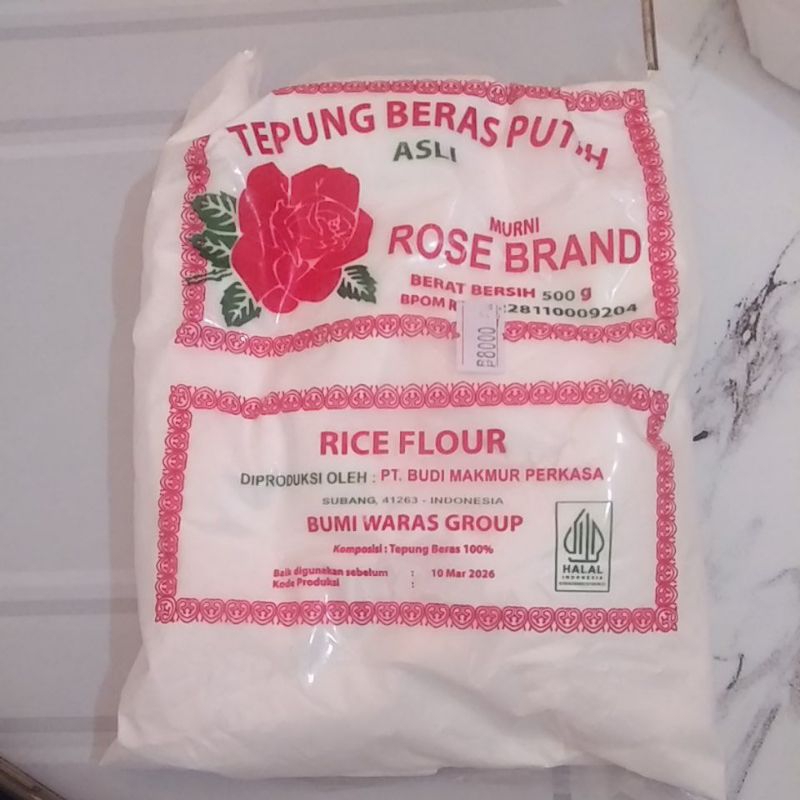 TEPUNG BERAS PUTIH
ASLI
MURNI
ROSE BRAND
BERAT BERSIH 500 g
BPOM 28110009204
8000
RICE FLOUR
DIPRODUKSI OLEH : PT. BUDI MAKMUR PERKASA
SUBANG, 41263 - INDONESIA
BUMI WARAS GROUP
Komposisi : Tepung Beras 100%
Baik digunakan sebelum : 10 Mar 2026
Kode Produksi :
HALAL
INDONESIA